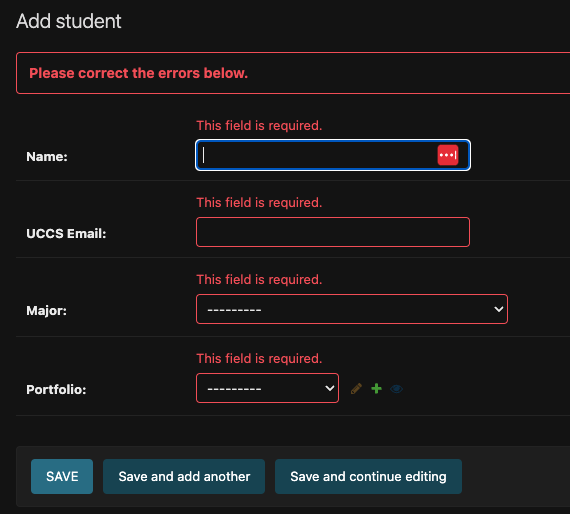 Add student
Please correct the errors below.
This field is required.
Name:
This field is required.
UCCS Email:
This field is required.
Major:
---------
This field is required.
Portfolio:
---------
SAVE
Save and add another
Save and continue editing